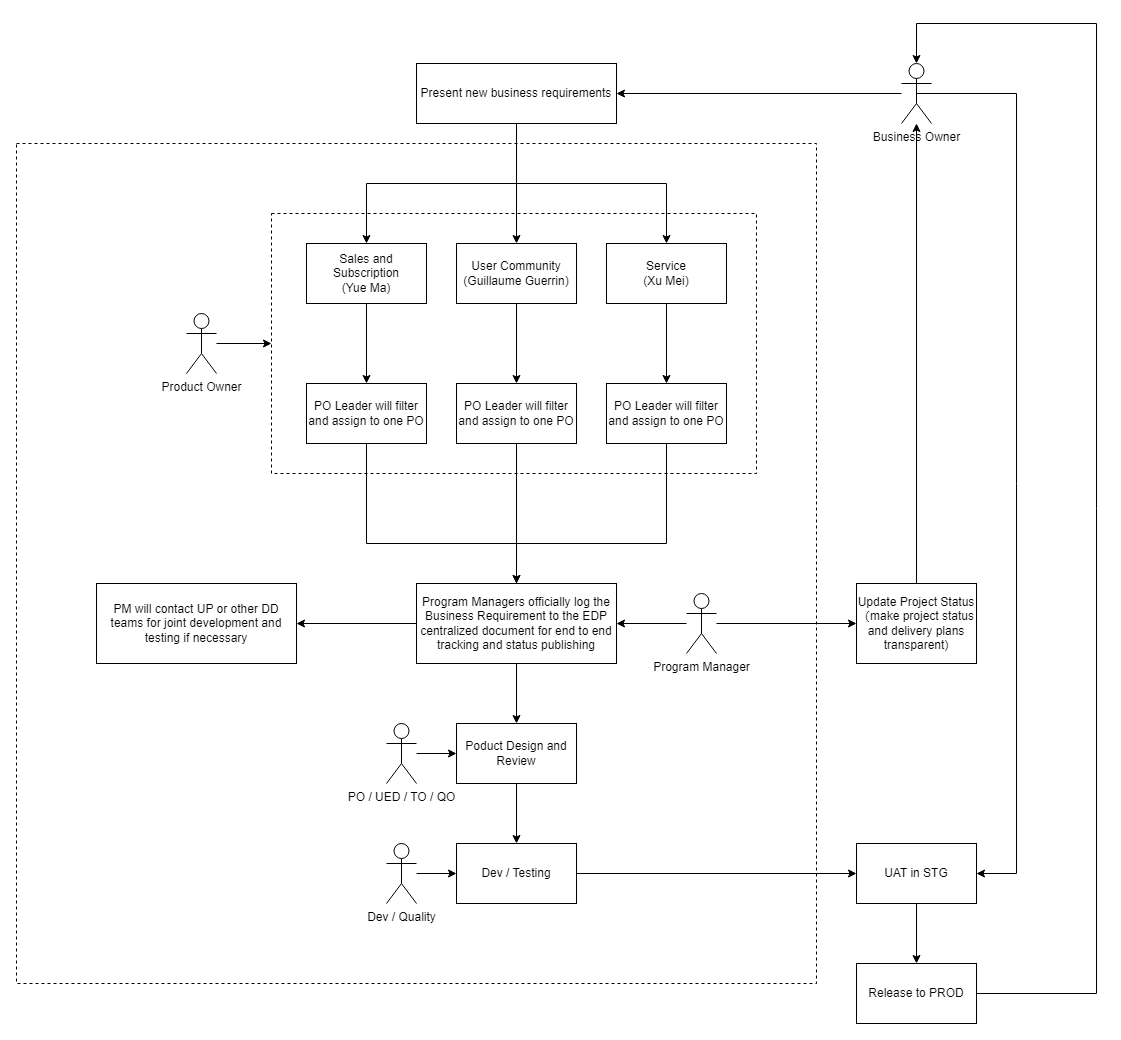 Present new business requirements
Business Owner
Sales and
Subscription
(Yue Ma)
User Community
(Guillaume Guerrin)
Service
(Xu Mei)
Product Owner
PO Leader will filter
and assign to one PO
PO Leader will filter
and assign to one PO
PO Leader will filter
and assign to one PO
PM will contact UP or other DD
teams for joint development and
testing if necessary
Program Managers officially log the
Business Requirement to the EDP
centralized document for end to end
tracking and status publishing
Program Manager
Update Project Status
(make project status
and delivery plans
transparent)
Poduct Design and
Review
PO / UED / TO / QO
Dev / Testing
Dev / Quality
UAT in STG
Release to PROD